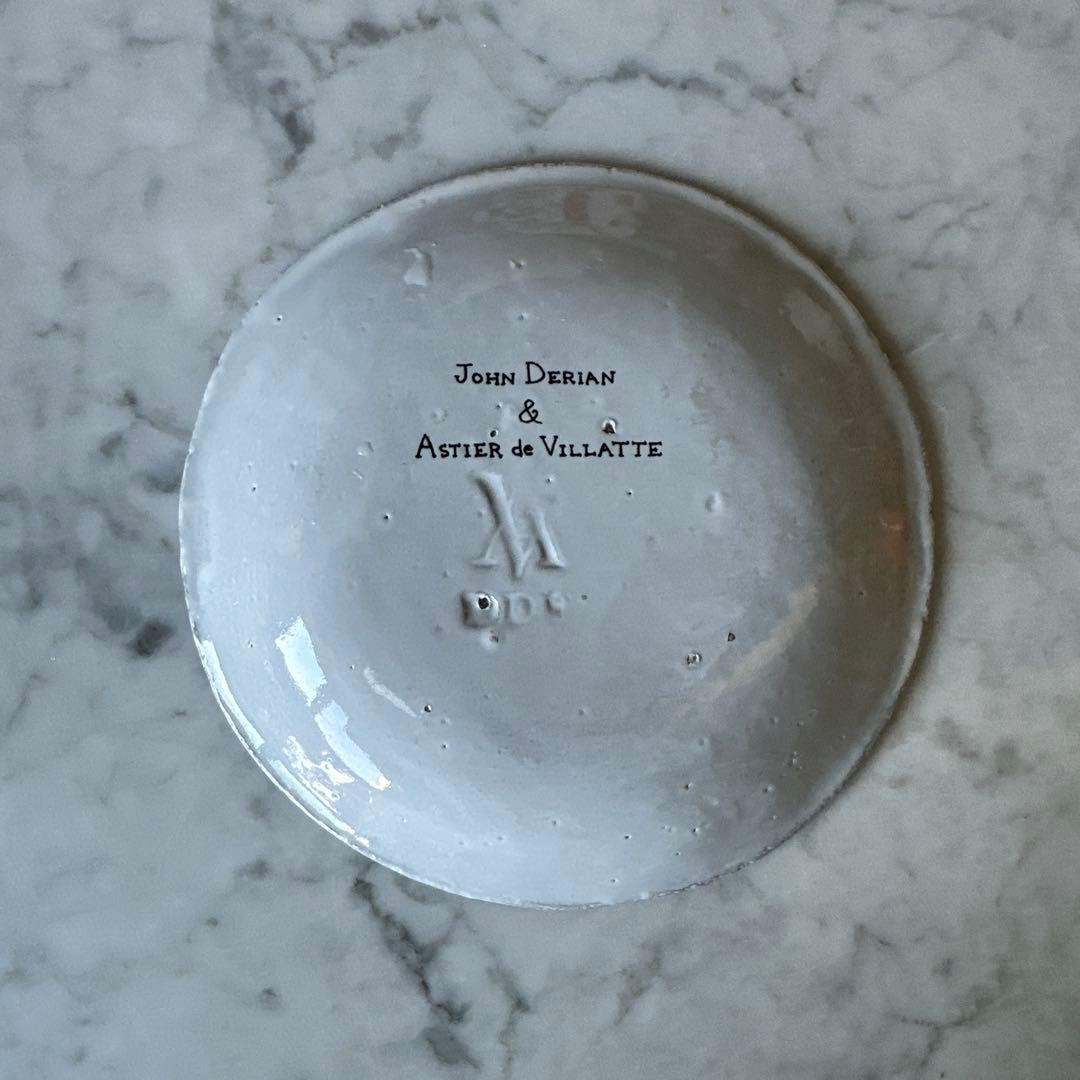 John Derian
&
Astier de Villatte